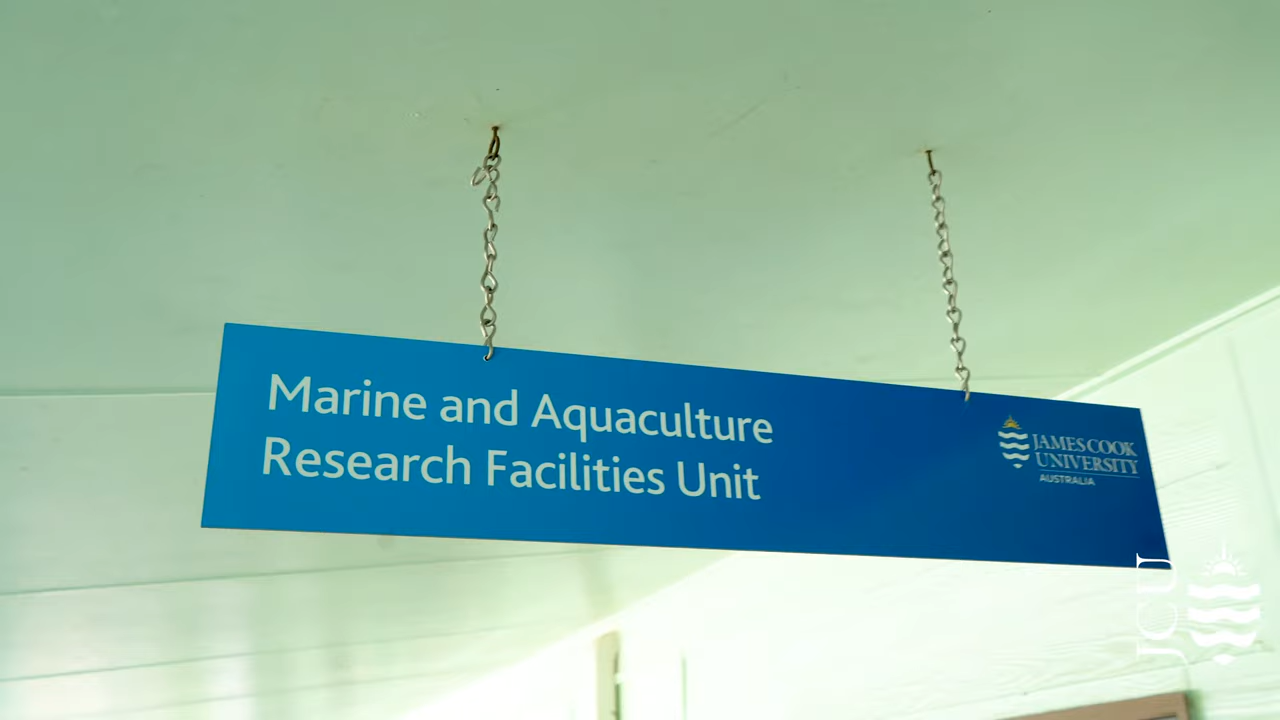 Marine and Aquaculture
Research Facilities Unit
JAMES COOK
UNIVERSITY
AUSTRALIA
JCU